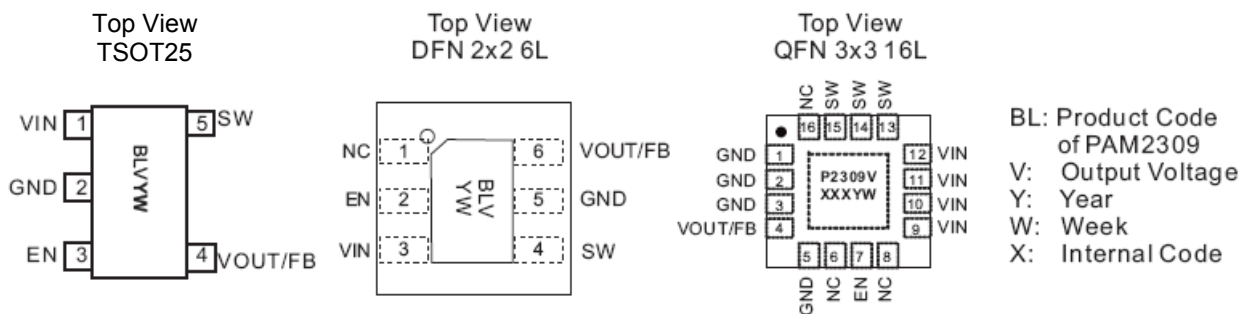 Top View
TSOT25
VIN 1
GND 2
EN 3
5 SW
4 VOUT/FB
BLVYW
Top View
DFN 2x2 6L
NC 1
EN 2
VIN 3
6 VOUT/FB
5 GND
4 SW
BLV
YW
Top View
QFN 3x3 16L
NC SW SW SW
16 15 14 13
GND 1
GND 2
GND 3
VOUT/FB 4
12 VIN
11 VIN
10 VIN
9 VIN
P2309V
XXXYW
5 6 7 8
GND NC EN NC
BL: Product Code
of PAM2309
V: Output Voltage
Y: Year
W: Week
X: Internal Code